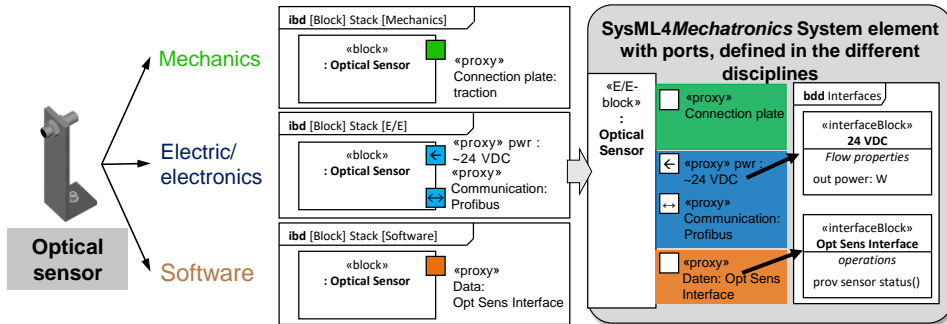 Optical
sensor
Mechanics
Electric/
electronics
Software
ibd [Block] Stack [Mechanics]
«block»
: Optical Sensor
«proxy»
Connection plate:
traction
ibd [Block] Stack [E/E]
«block»
: Optical Sensor
«proxy» pwr :
~24 VDC
«proxy»
Communication:
Profibus
ibd [Block] Stack [Software]
«block»
: Optical Sensor
«proxy»
Data:
Opt Sens Interface
SysML4Mechatronics System element
with ports, defined in the different
disciplines
«E/E-
block»
:
Optical
Sensor
«proxy»
Connection plate
«proxy» pwr :
~24 VDC
«proxy»
Communication:
Profibus
«proxy»
Daten: Opt Sens
Interface
bdd Interfaces
«interfaceBlock»
24 VDC
Flow properties
out power: W
«interfaceBlock»
Opt Sens Interface
operations
prov sensor status()